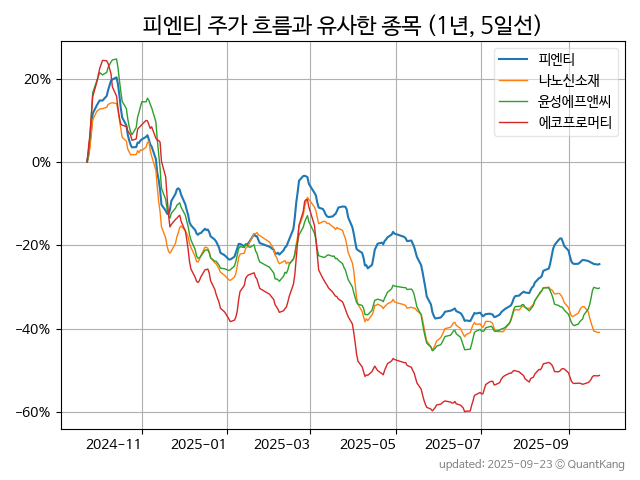 피엔티 주가 흐름과 유사한 종목 (1년, 5일선)
피엔티
나노신소재
윤성에프앤씨
에코프로머티
20%
0%
−20%
−40%
−60%
2024−11
2025−01
2025−03
2025−05
2025−07
2025−09
updated: 2025-09-23 © QuantKang